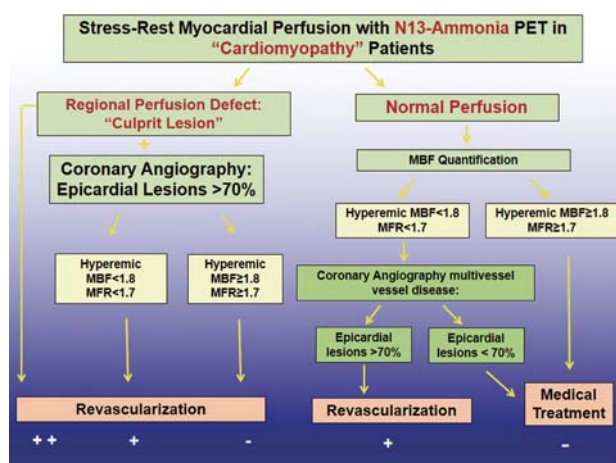 Stress-Rest Myocardial Perfusion with N13-Ammonia PET in
"Cardiomyopathy" Patients
Regional Perfusion Defect:
"Culprit Lesion"
+
Coronary Angiography:
Epicardial Lesions >70%
Hyperemic
MBF<1.8
MFR<1.7
Hyperemic
MBF≥1.8
MFR≥1.7
Normal Perfusion
MBF Quantification
Hyperemic MBF<1.8
MFR<1.7
Hyperemic MBF≥1.8
MFR≥1.7
Coronary Angiography multivessel
vessel disease:
Epicardial
lesions >70%
Epicardial
lesions < 70%
Revascularization
Revascularization
Medical
Treatment
++
+
-
+
-